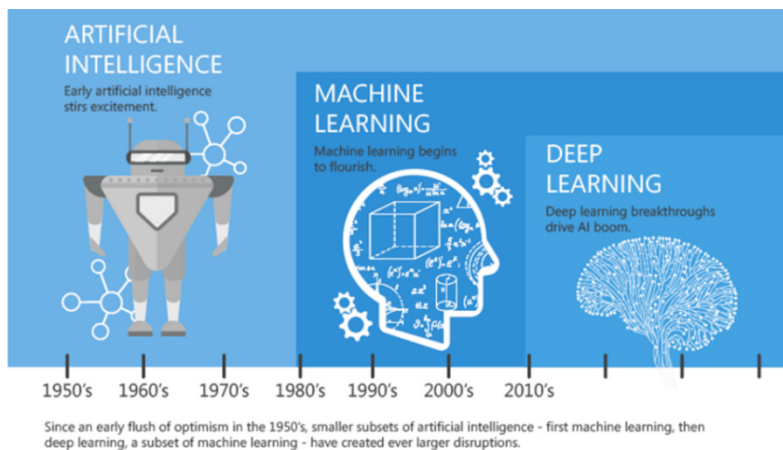 ARTIFICIAL
INTELLIGENCE
Early artificial intelligence
stirs excitement.
MACHINE
LEARNING
Machine learning begins
to flourish.
DEEP
LEARNING
Deep learning breakthroughs
drive AI boom.
1950's 1960's 1970's 1980's 1990's 2000's 2010's
Since an early flush of optimism in the 1950's, smaller subsets of artificial intelligence - first machine learning, then
deep learning, a subset of machine learning - have created ever larger disruptions.